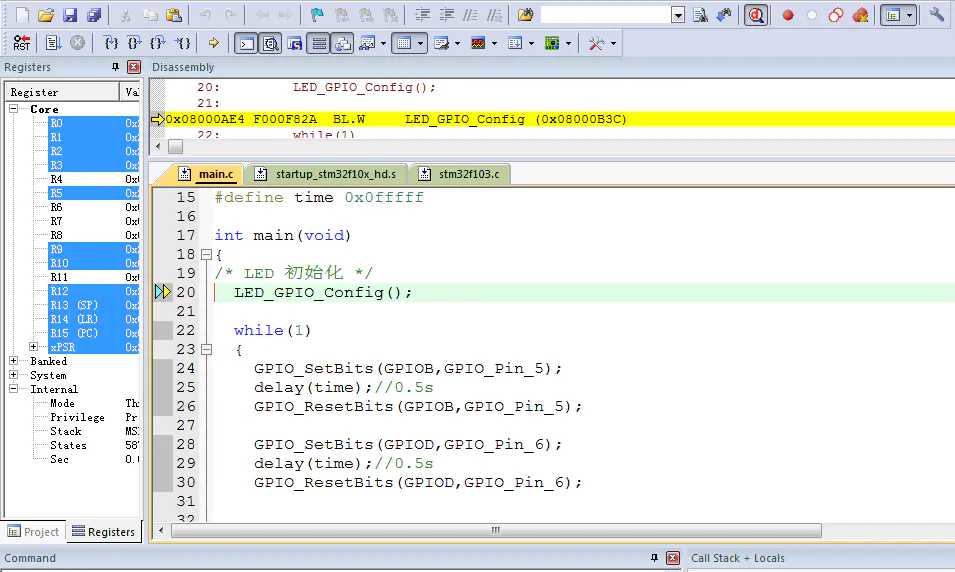 RST
Registers
Disassembly
Register
Va
Core
R0 0x
R1 0x
R2 0x
R3 0x
R4 0x
R5 0x
R6 0x
R7 0x
R8 0x
R9 0x
R10 0x
R11 0x
R12 0x
R13 (SP) 0x
R14 (LR) 0x
R15 (PC) 0x
xPSR 0x
Banked
System
Internal
Mode Th
Privilege Pr
Stack MS
States 58
Sec 0.
Project
Registers
20: LED_GPIO_Config();
21:
0x08000AE4 F000F82A BL.W LED_GPIO_Config (0x08000B3C)
22: while(1)
main.c
startup_stm32f10x_hd.s
stm32f103.c
15 #define time 0x0fffff
16
17 int main(void)
18 {
19 /* LED 初始化 */
20 LED_GPIO_Config();
21
22 while(1)
23 {
24 GPIO_SetBits(GPIOB,GPIO_Pin_5);
25 delay(time);//0.5s
26 GPIO_ResetBits(GPIOB,GPIO_Pin_5);
27
28 GPIO_SetBits(GPIOD,GPIO_Pin_6);
29 delay(time);//0.5s
30 GPIO_ResetBits(GPIOD,GPIO_Pin_6);
31
32
Command
Call Stack + Locals